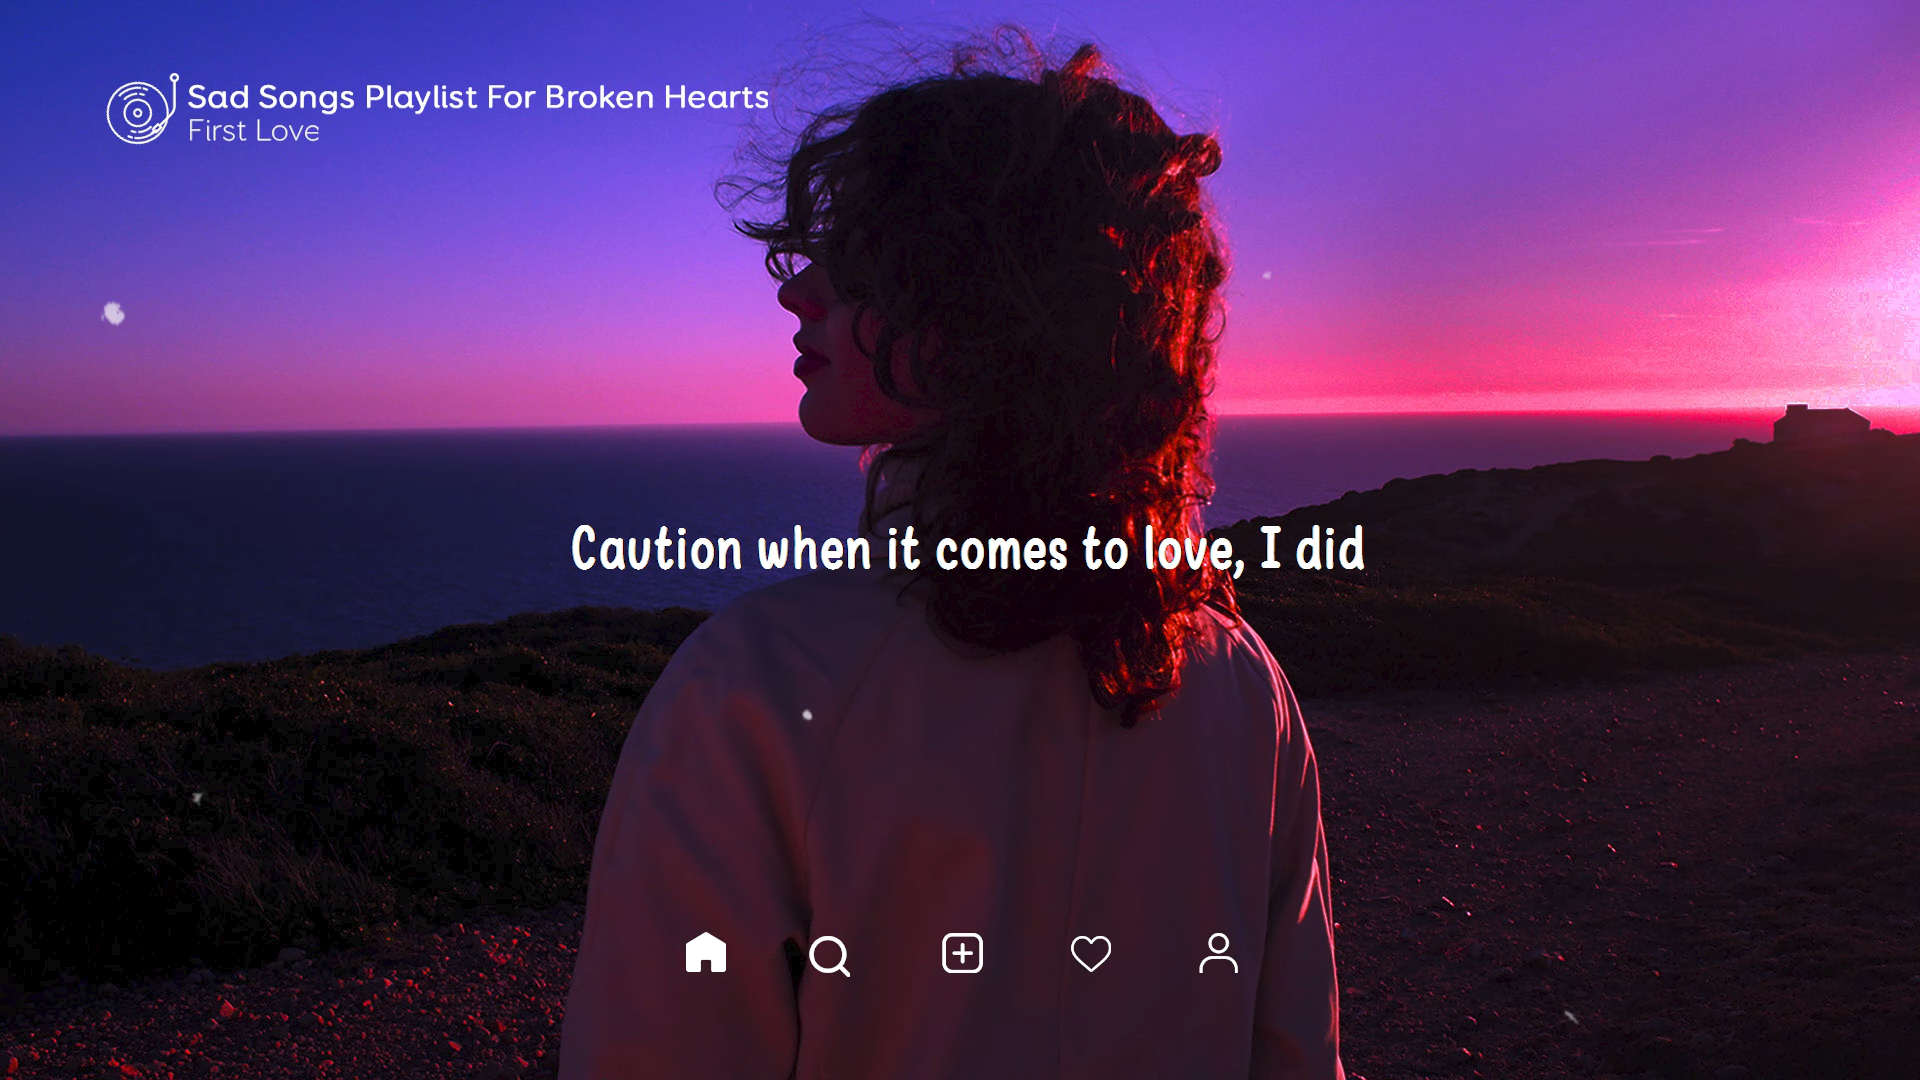 Sad Songs Playlist For Broken Hearts
First Love
Caution when it comes to love, I did